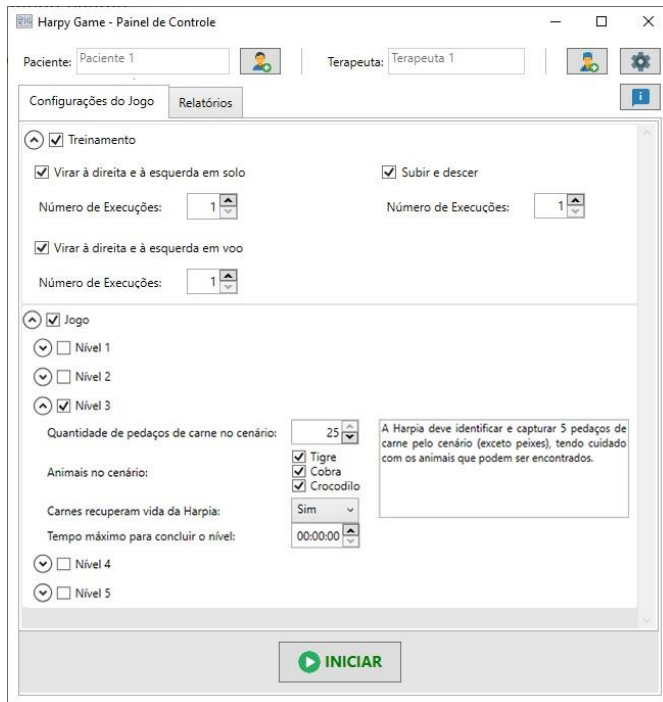 Harpy Game - Painel de Controle
Paciente: Paciente 1 Terapeuta: Terapeuta 1
Configurações do Jogo Relatórios
Treinamento
Virar à direita e à esquerda em solo Subir e descer
Número de Execuções: 1 Número de Execuções: 1
Virar à direita e à esquerda em voo
Número de Execuções: 1
Jogo
Nível 1
Nível 2
Nível 3
Quantidade de pedaços de carne no cenário: 25
A Harpia deve identificar e capturar 5 pedaços de
carne pelo cenário (exceto peixes), tendo cuidado
com os animais que podem ser encontrados.
Animais no cenário:
Tigre
Cobra
Crocodilo
Carnes recuperam vida da Harpia: Sim
Tempo máximo para concluir o nível: 00:00:00
Nível 4
Nível 5
INICIAR